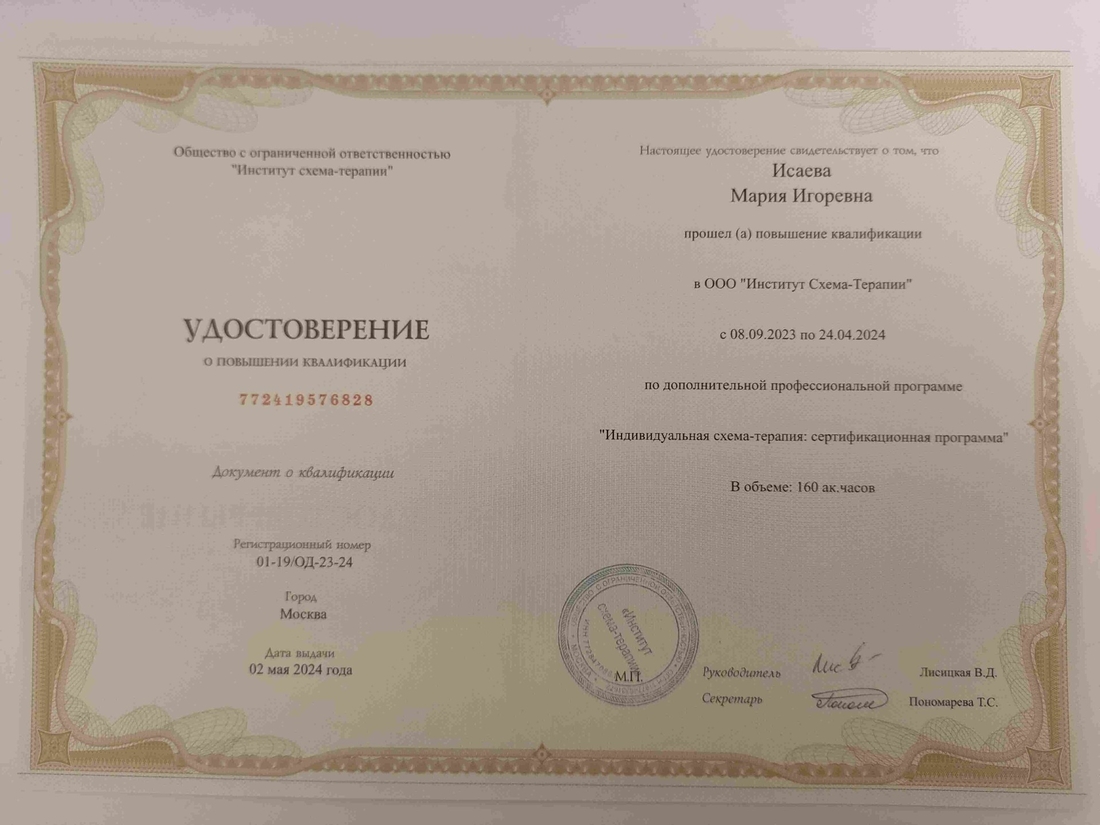 Общество с ограниченной ответственностью
"Институт схема-терапии"
УДОСТОВЕРЕНИЕ
О ПОВЫШЕНИИ КВАЛИФИКАЦИИ
772419576828
Документ о квалификации
Регистрационный номер
01-19/ОД-23-24
Город
Москва
Дата выдачи
02 мая 2024 года
Настоящее удостоверение свидетельствует о том, что
Исаева
Мария Игоревна
прошел (а) повышение квалификации
в ООО "Институт Схема-Терапии"
с 08.09.2023 по 24.04.2024
по дополнительной профессиональной программе
"Индивидуальная схема-терапия: сертификационная программа"
В объеме: 160 ак.часов
«Институт
схема-терапии»
М.П.
Руководитель
Лисицкая В.Д.
Секретарь
Пономарева Т.С.